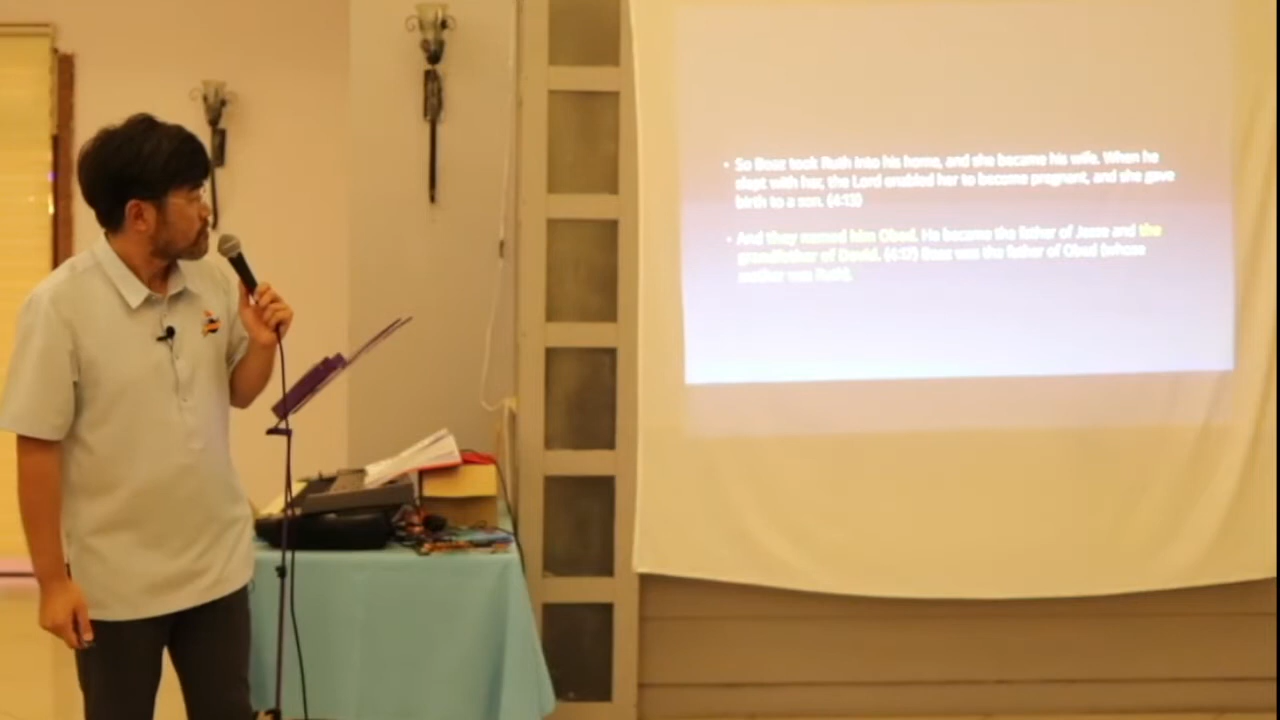 • So Boaz took Ruth into his home, and she became his wife. When he
slept with her, the Lord enabled her to become pregnant, and she gave
birth to a son. (4:13)
• And they named him Obed. He became the father of Jesse and the
grandfather of David. (4:17) Boaz was the father of Obed (whose
mother was Ruth).